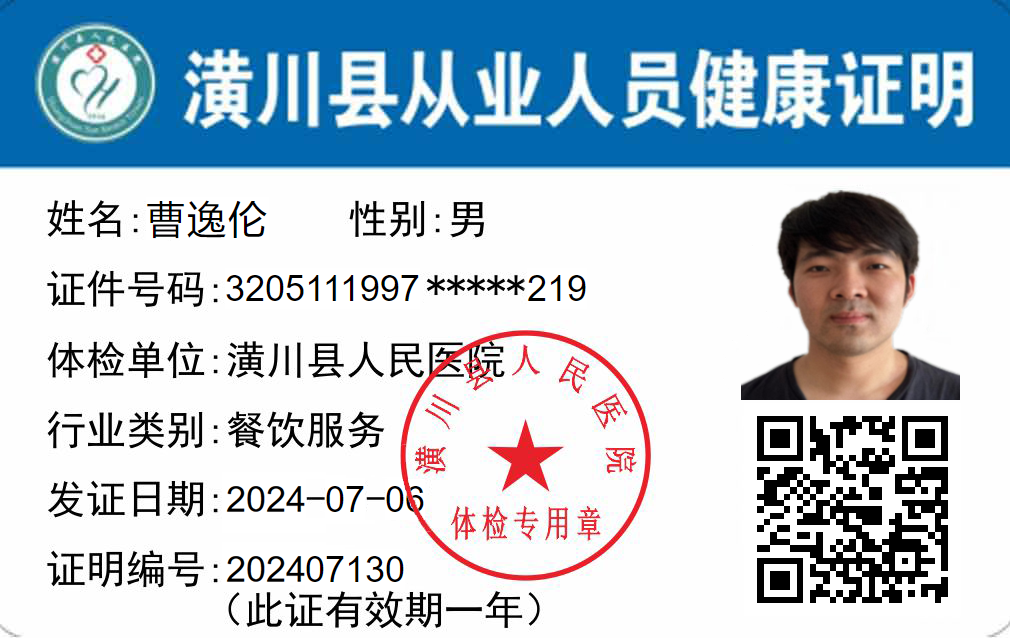 潢川县从业人员健康证明
姓名:曹逸伦 性别:男
证件号码:3205111997*****219
体检单位:潢川县人民医院
行业类别:餐饮服务
发证日期:2024-07-06
证明编号:202407130
(此证有效期一年)
潢川县人民医院
体检专用章